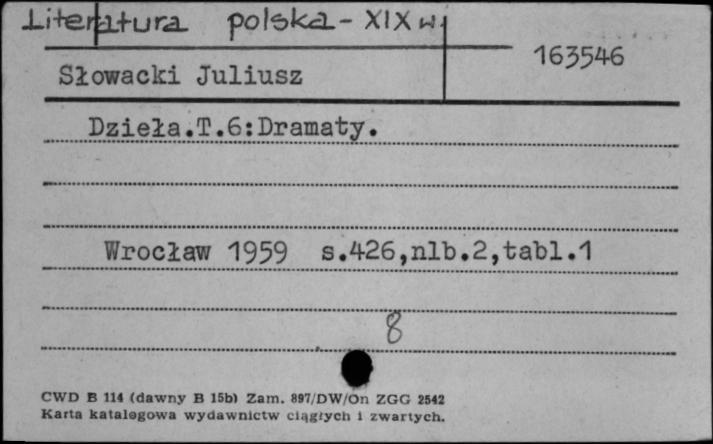 Literatura polska - XIX w.
163546
Słowacki Juliusz
Dzieła.T.6:Dramaty.
Wrocław 1959 s.426,nlb.2,tabl.1
8
CWD B 114 (dawny B 15b) Zam. 897/DW/On ZGG 2542
Karta katalogowa wydawnictw ciągłych i zwartych.